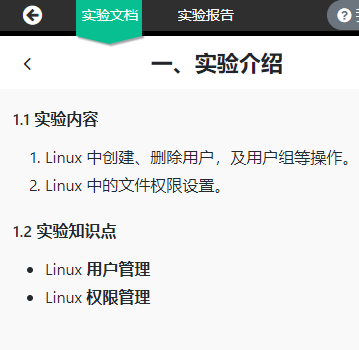 实验文档 实验报告
一、实验介绍
1.1 实验内容
1. Linux 中创建、删除用户，及用户组等操作。
2. Linux 中的文件权限设置。
1.2 实验知识点
Linux 用户管理
Linux 权限管理